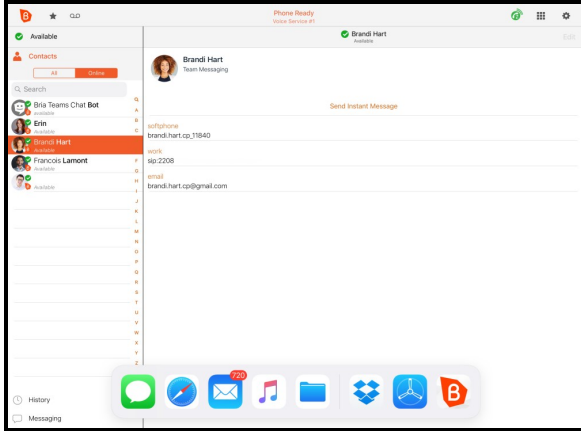 Phone Ready
Voice Service #1
Available
Brandi Hart
Available
Edit
Contacts
All
Online
Search
Bria Teams Chat Bot
Available
Erin
Available
Brandi Hart
Available
Francois Lamont
Available
Available
A
B
C
F
G
H
I
J
K
L
M
N
O
P
Q
R
S
T
U
V
W
X
Y
Z
Brandi Hart
Team Messaging
Send Instant Message
softphone
brandi.hart.cp_11840
work
sip:2208
email
brandi.hart.cp@gmail.com
History
Messaging
720
B
B